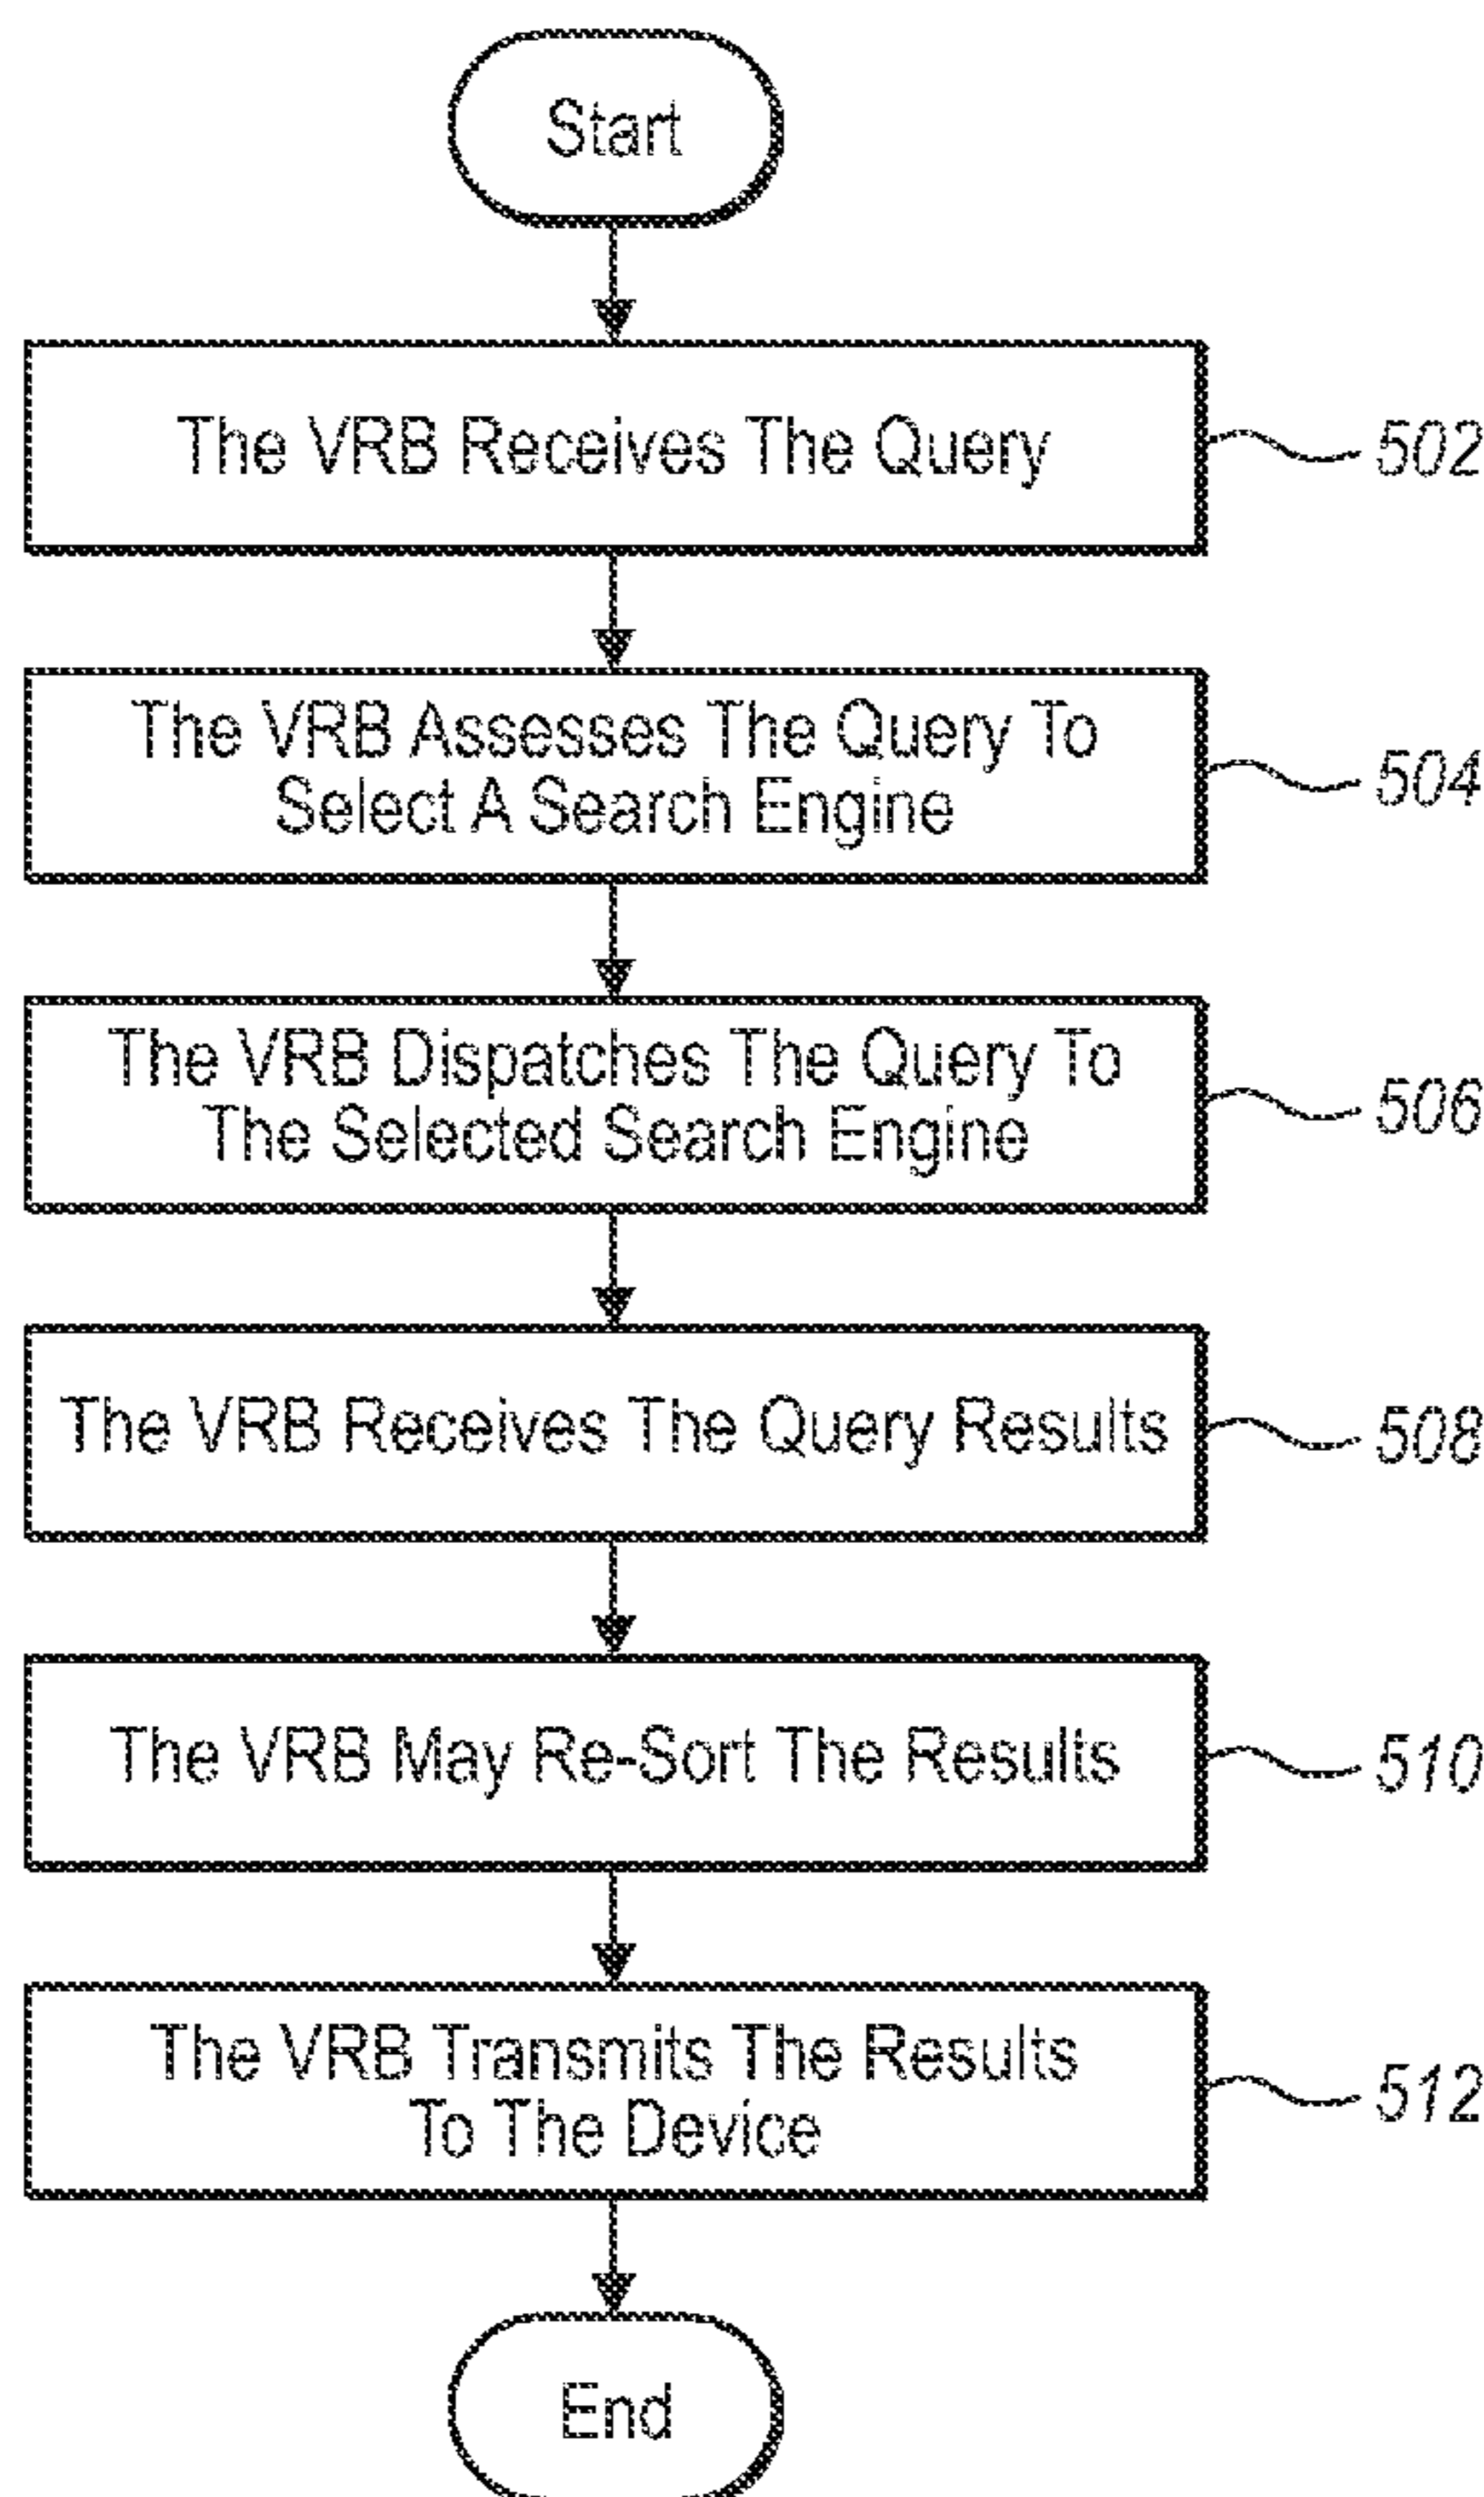 Start
The VRB Receives The Query
502
The VRB Assesses The Query To
Select A Search Engine
504
The VRB Dispatches The Query To
The Selected Search Engine
506
The VRB Receives The Query Results
508
The VRB May Re-Sort The Results
510
The VRB Transmits The Results
To The Device
512
End